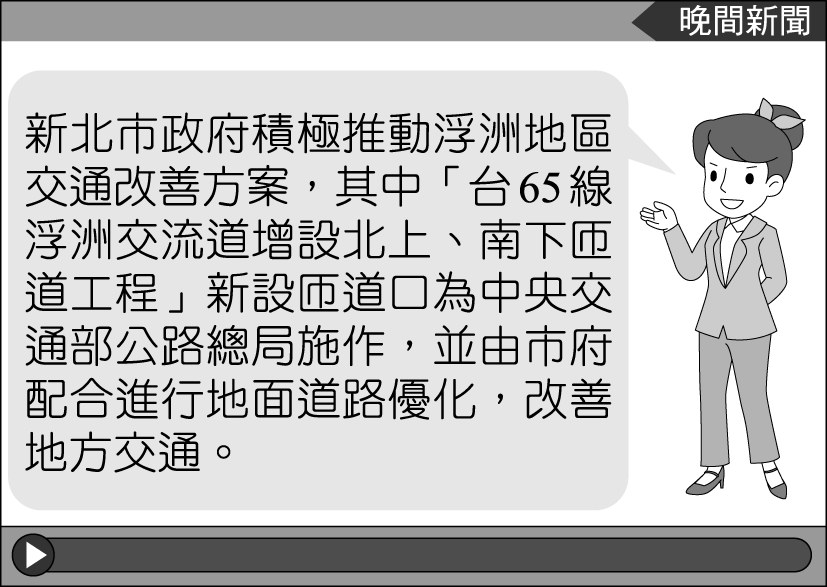 晚間新聞
新北市政府積極推動浮洲地區
交通改善方案，其中「台65線
浮洲交流道增設北上、南下匝
道工程」新設匝道口為中央交
通部公路總局施作，並由市府
配合進行地面道路優化，改善
地方交通。